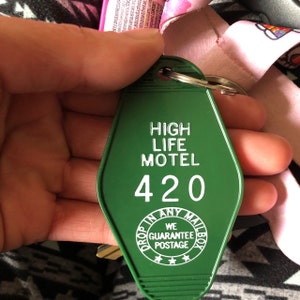 HIGH
LIFE
MOTEL
420
DROP IN ANY MAILBOX
WE
GUARANTEE
POSTAGE